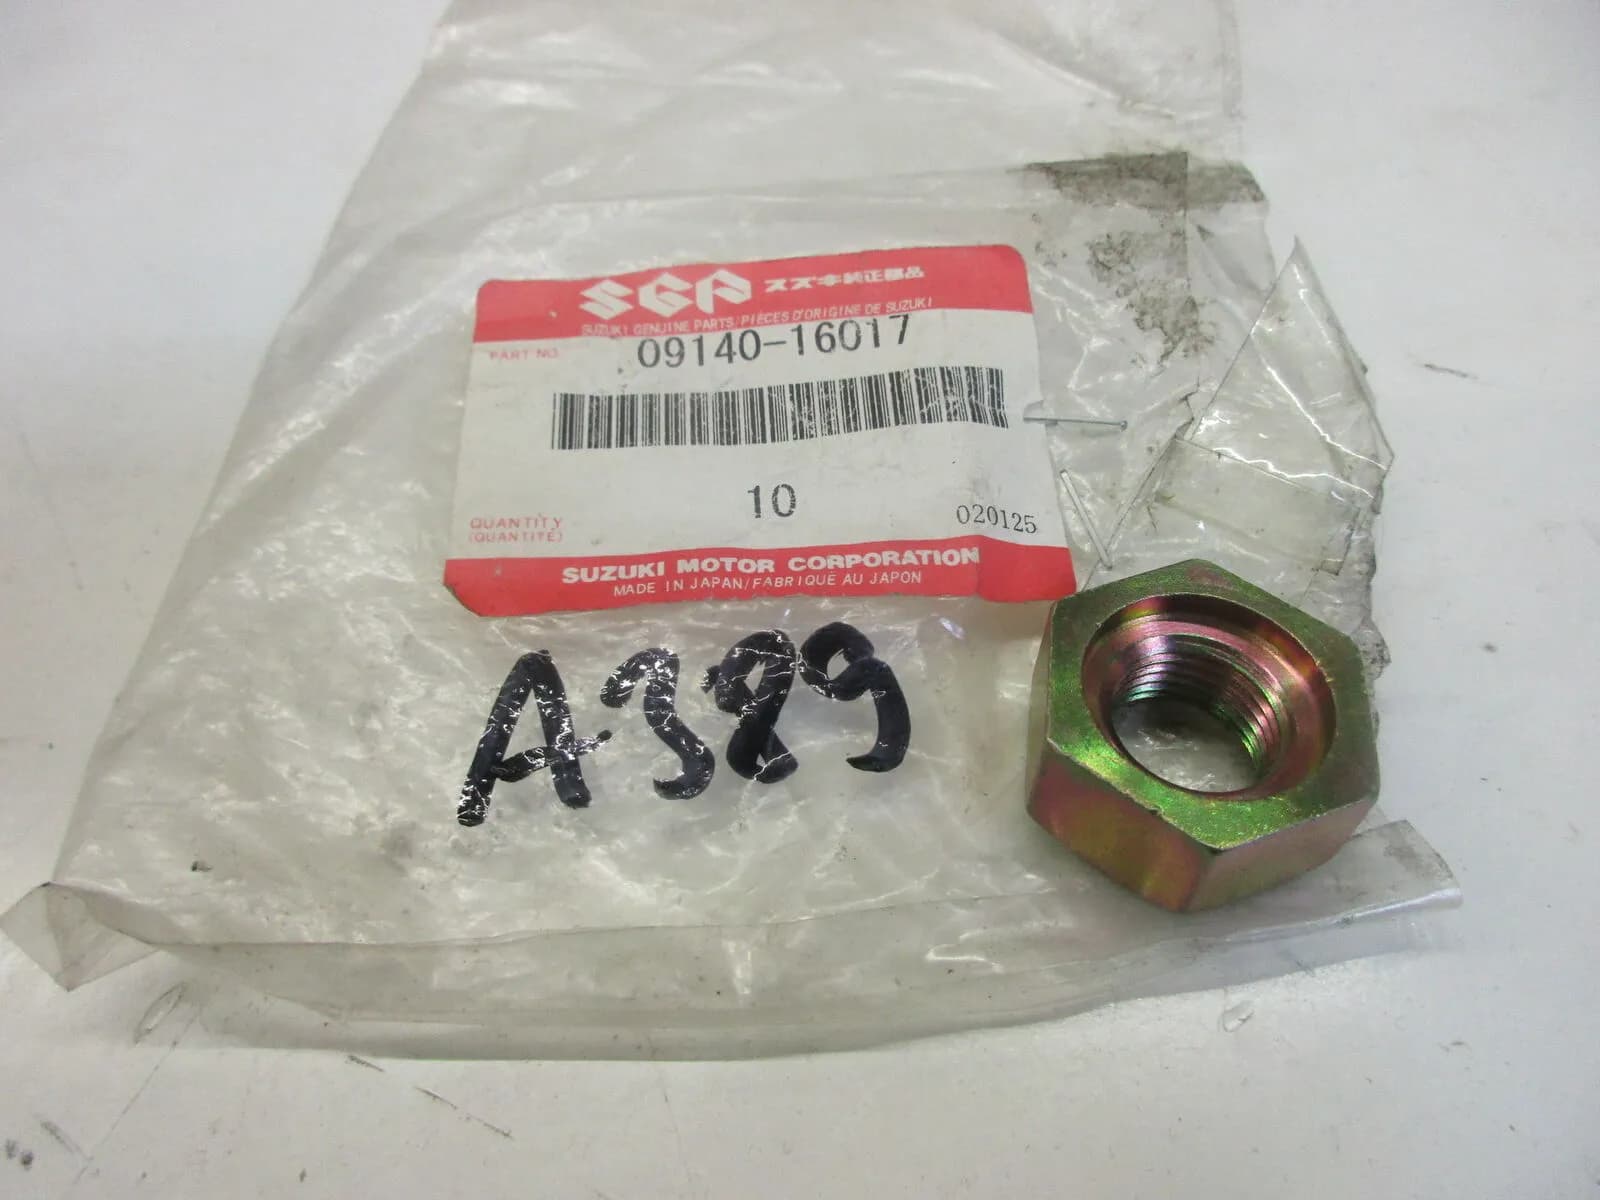 SGP スズキ純正部品
SUZUKI GENUINE PARTS/PIÈCES D'ORIGINE DE SUZUKI
PART NO. 09140-16017
10
QUANTITY
(QUANTITÉ)
020125
SUZUKI MOTOR CORPORATION
MADE IN JAPAN/FABRIQUÉ AU JAPON
A389